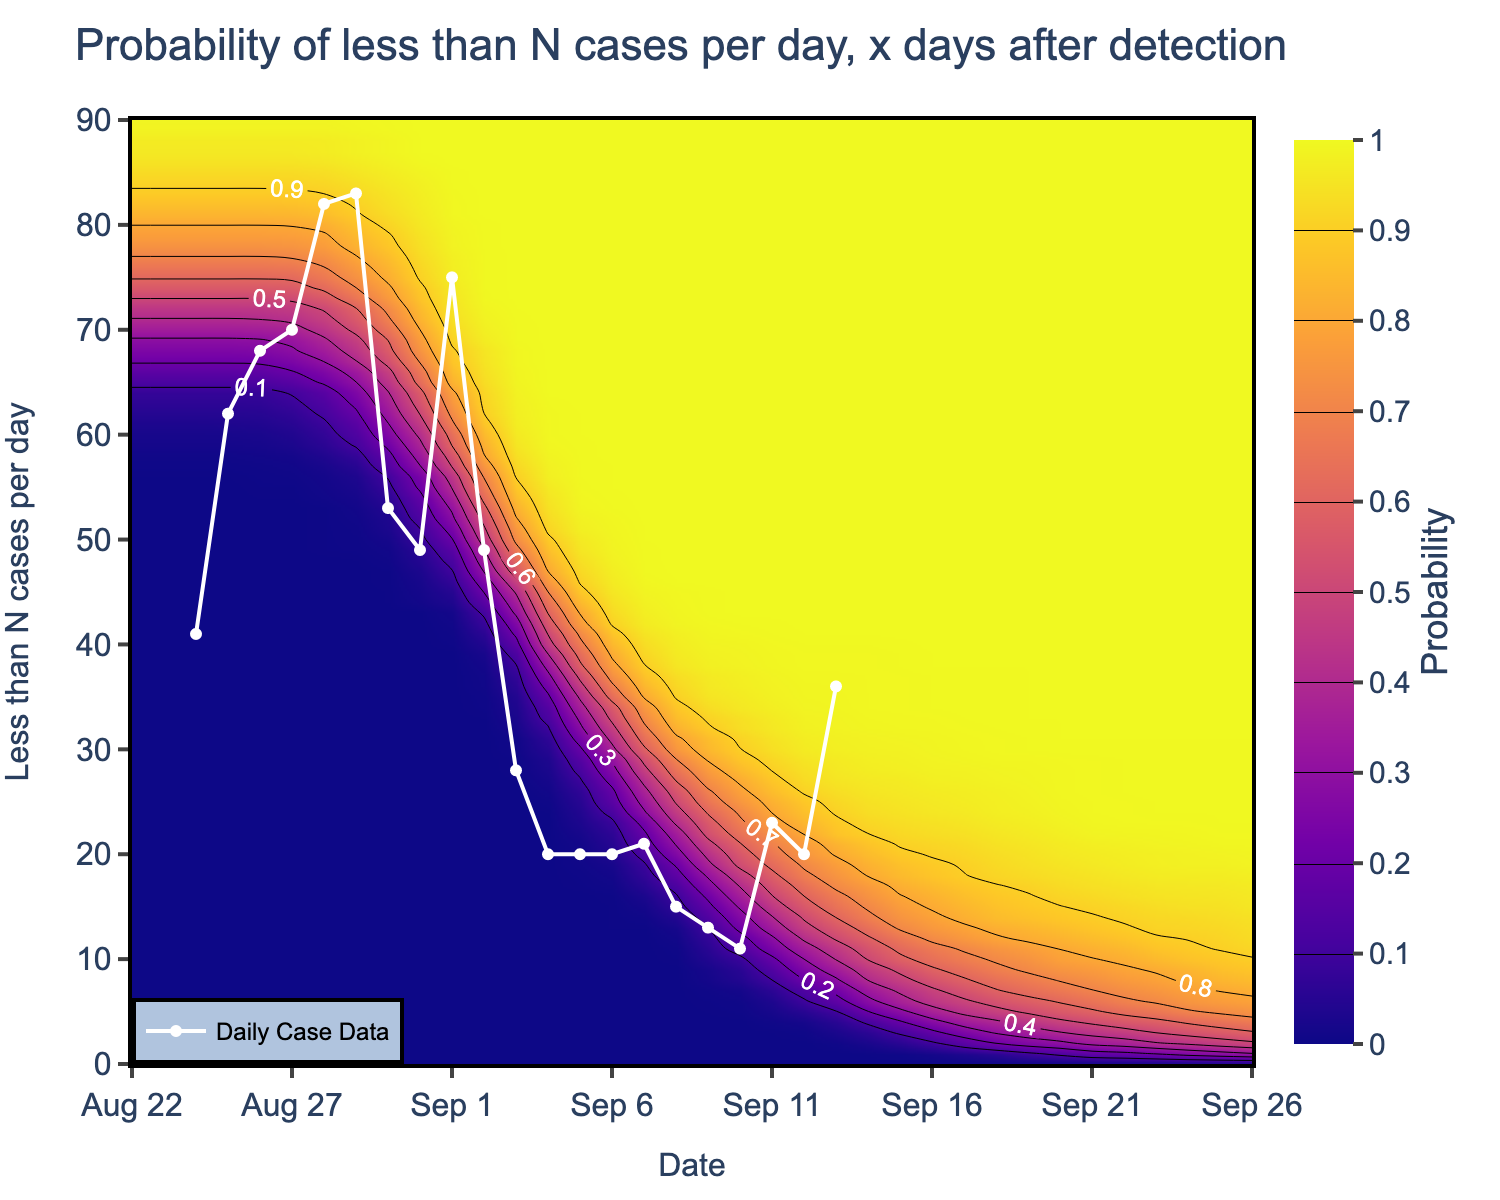 Probability of less than N cases per day, x days after detection
90
80
70
60
50
40
30
20
10
0
Less than N cases per day
0.9
0.5
0.1
0.6
0.3
0.7
0.2
0.8
0.4
Daily Case Data
Aug 22
Aug 27
Sep 1
Sep 6
Sep 11
Sep 16
Sep 21
Sep 26
Date
1
0.9
0.8
0.7
0.6
0.5
0.4
0.3
0.2
0.1
0
Probability